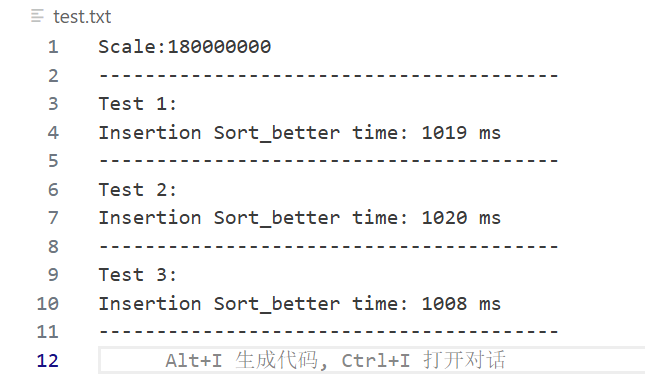 test.txt
1 Scale:180000000
2 ----------------------------------------
3 Test 1:
4 Insertion Sort_better time: 1019 ms
5 ----------------------------------------
6 Test 2:
7 Insertion Sort_better time: 1020 ms
8 ----------------------------------------
9 Test 3:
10 Insertion Sort_better time: 1008 ms
11 ----------------------------------------
12 Alt+I 生成代码, Ctrl+I 打开对话